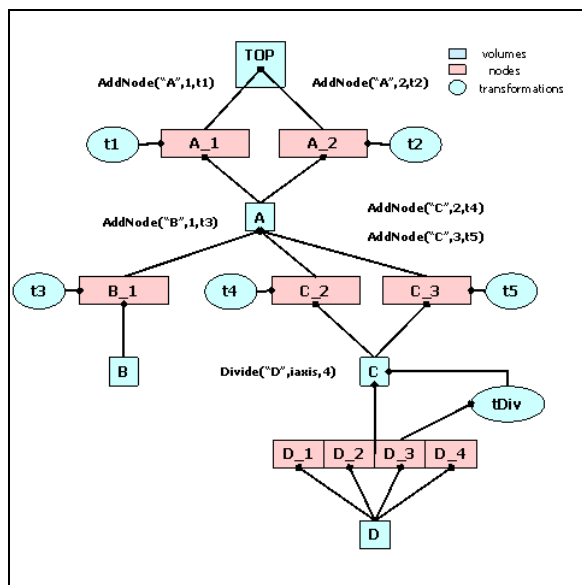 TOP
volumes
nodes
transformations
AddNode("A",1,t1)
AddNode("A",2,t2)
t1
A_1
A_2
t2
A
AddNode("B",1,t3)
AddNode("C",2,t4)
AddNode("C",3,t5)
t3
B_1
t4
C_2
C_3
t5
B
Divide("D",iaxis,4)
C
tDiv
D_1
D_2
D_3
D_4
D